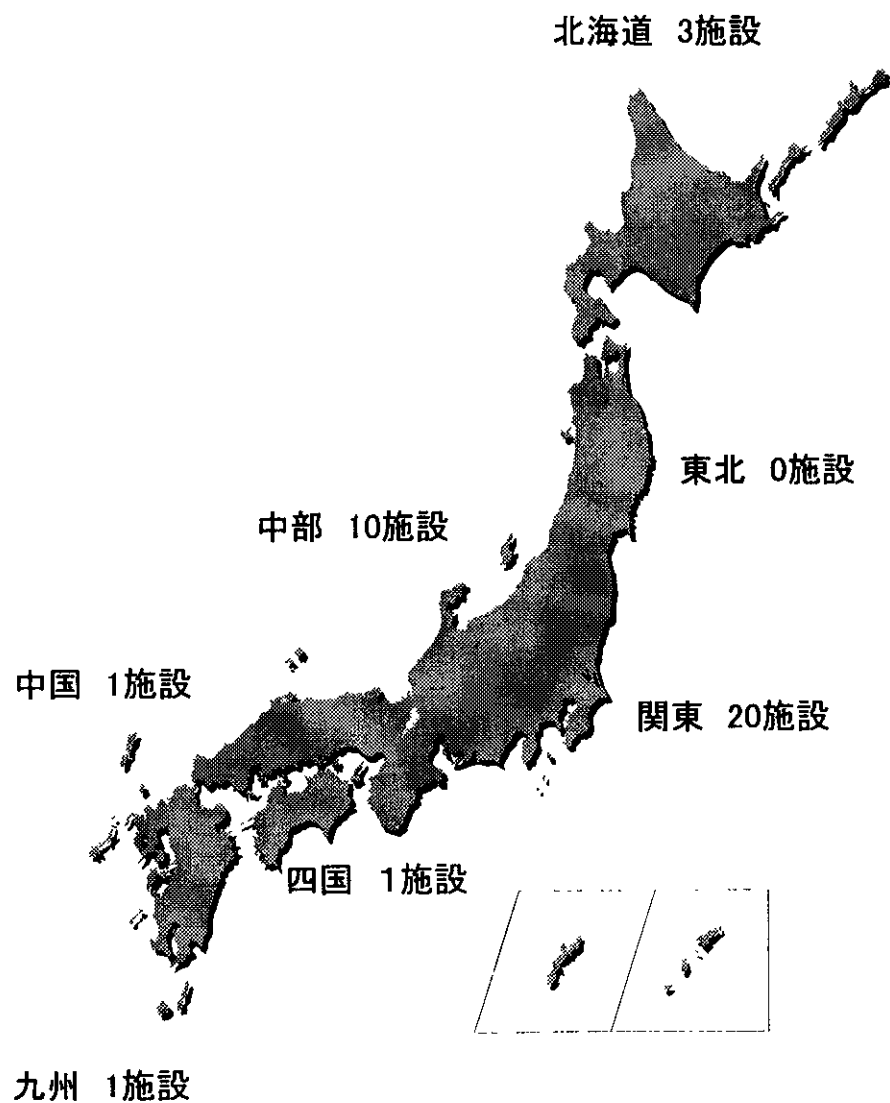 北海道 3施設
東北 0施設
中部 10施設
中国 1施設
関東 20施設
四国 1施設
九州 1施設